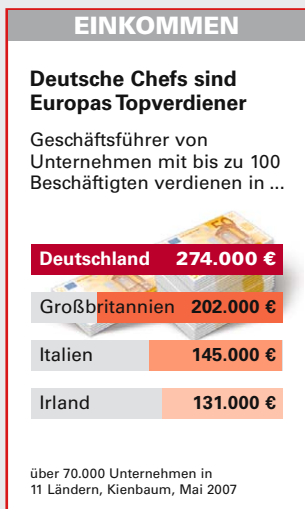 EINKOMMEN
Deutsche Chefs sind
Europas Topverdiener
Geschäftsführer von
Unternehmen mit bis zu 100
Beschäftigten verdienen in ...
Deutschland 274.000 €
Großbritannien 202.000 €
Italien 145.000 €
Irland 131.000 €
über 70.000 Unternehmen in
11 Ländern, Kienbaum, Mai 2007